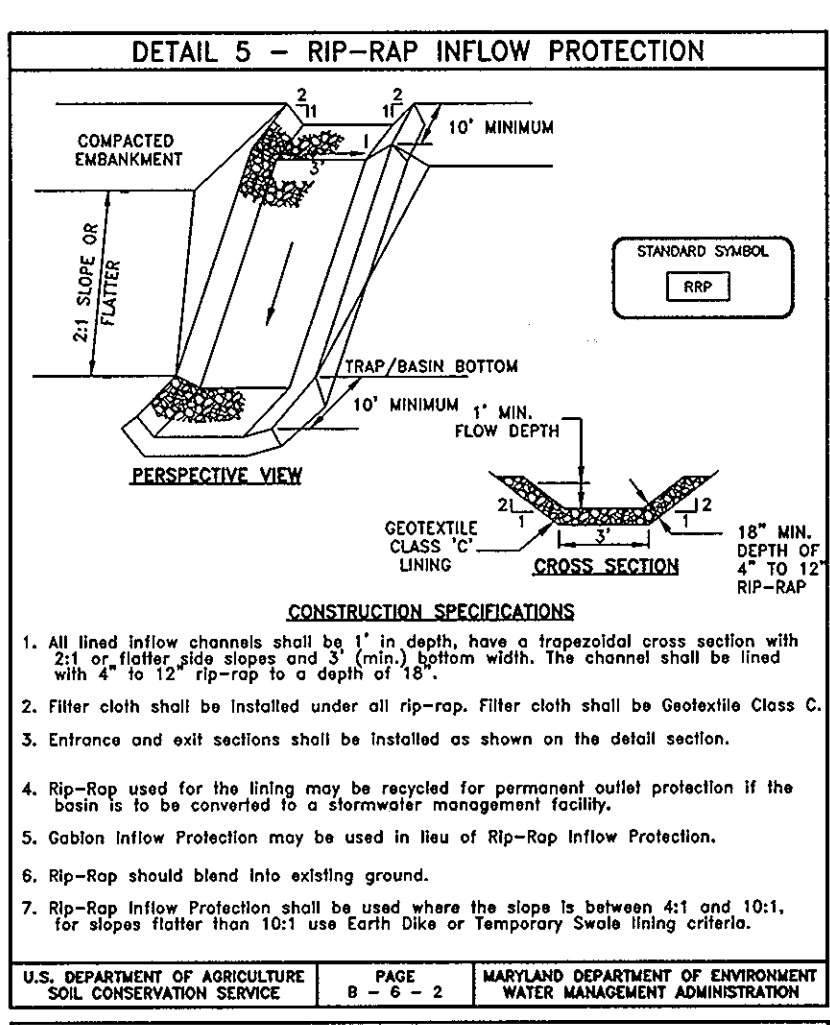 DETAIL 5 - RIP-RAP INFLOW PROTECTION
2
1
2
1
10' MINIMUM
COMPACTED
EMBANKMENT
1
3'
2:1 SLOPE OR
FLATTER
STANDARD SYMBOL
RRP
TRAP/BASIN BOTTOM
10' MINIMUM
1' MIN.
FLOW DEPTH
PERSPECTIVE VIEW
2
1
2
1
GEOTEXTILE
CLASS 'C'
LINING
3'
CROSS SECTION
18" MIN.
DEPTH OF
4" TO 12"
RIP-RAP
CONSTRUCTION SPECIFICATIONS
1. All lined inflow channels shall be 1' in depth, have a trapezoidal cross section with
2:1 or flatter side slopes and 3' (min.) bottom width. The channel shall be lined
with 4" to 12" rip-rap to a depth of 18".
2. Filter cloth shall be installed under all rip-rap. Filter cloth shall be Geotextile Class C.
3. Entrance and exit sections shall be installed as shown on the detail section.
4. Rip-Rap used for the lining may be recycled for permanent outlet protection if the
basin is to be converted to a stormwater management facility.
5. Gabion Inflow Protection may be used in lieu of Rip-Rap Inflow Protection.
6. Rip-Rap should blend into existing ground.
7. Rip-Rap Inflow Protection shall be used where the slope is between 4:1 and 10:1,
for slopes flatter than 10:1 use Earth Dike or Temporary Swale lining criteria.
U.S. DEPARTMENT OF AGRICULTURE
SOIL CONSERVATION SERVICE
PAGE
B - 6 - 2
MARYLAND DEPARTMENT OF ENVIRONMENT
WATER MANAGEMENT ADMINISTRATION